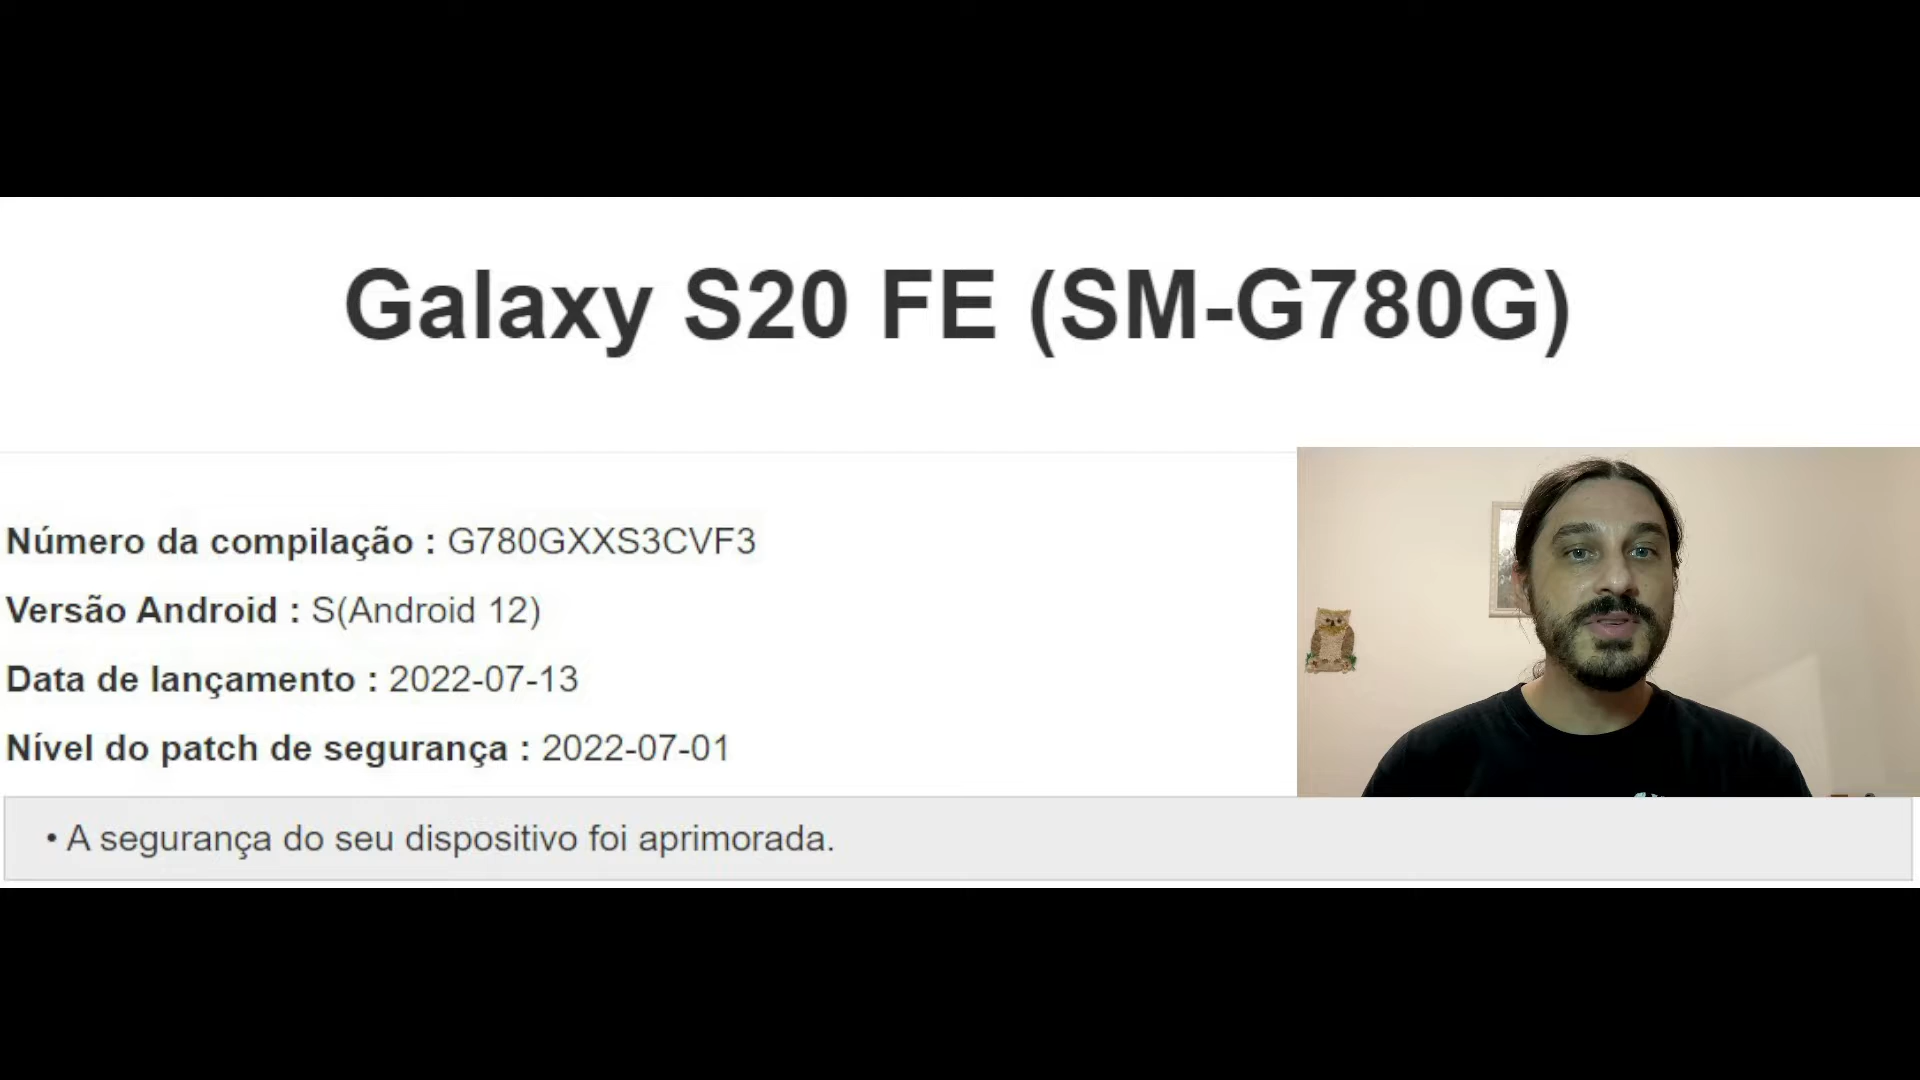 Galaxy S20 FE (SM-G780G)
Número da compilação : G780GXXS3CVF3
Versão Android : S(Android 12)
Data de lançamento : 2022-07-13
Nível do patch de segurança : 2022-07-01
• A segurança do seu dispositivo foi aprimorada.